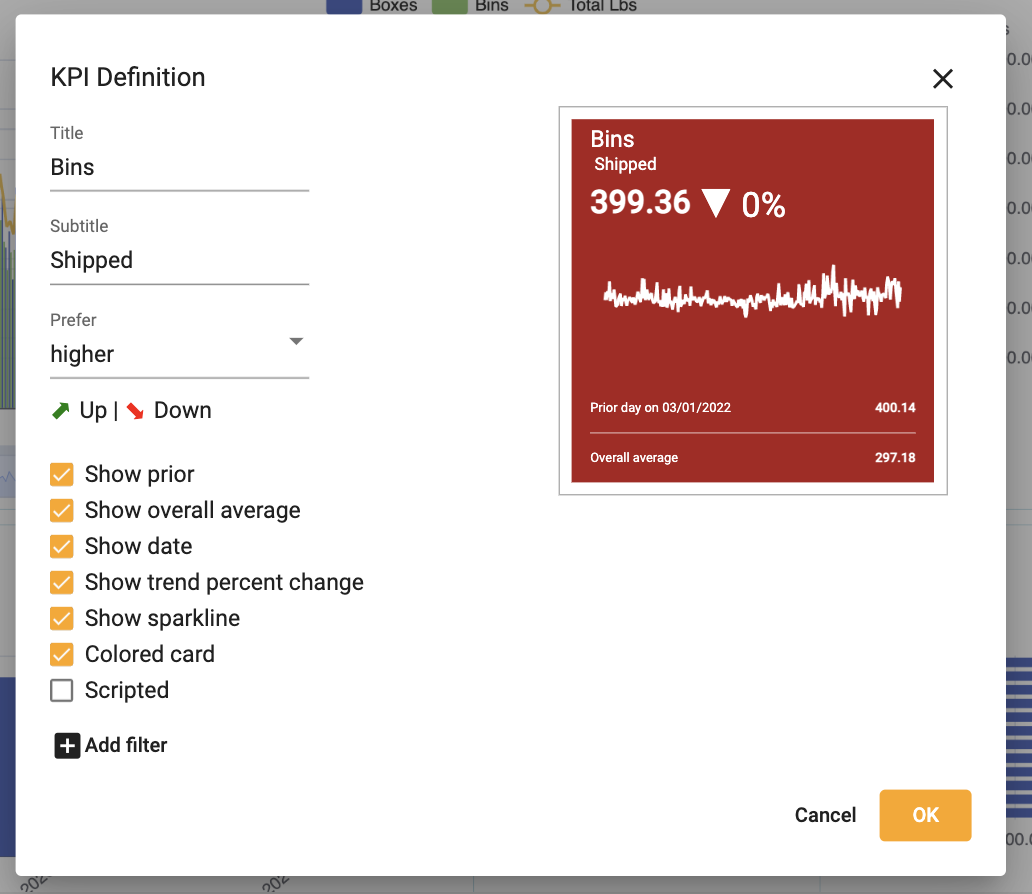 Boxes Bins Total Lbs
KPI Definition
Title
Bins
Subtitle
Shipped
Prefer
higher
Up | Down
Show prior
Show overall average
Show date
Show trend percent change
Show sparkline
Colored card
Scripted
Add filter
Bins
Shipped
399.36 ▼ 0%
Prior day on 03/01/2022 400.14
Overall average 297.18
Cancel OK